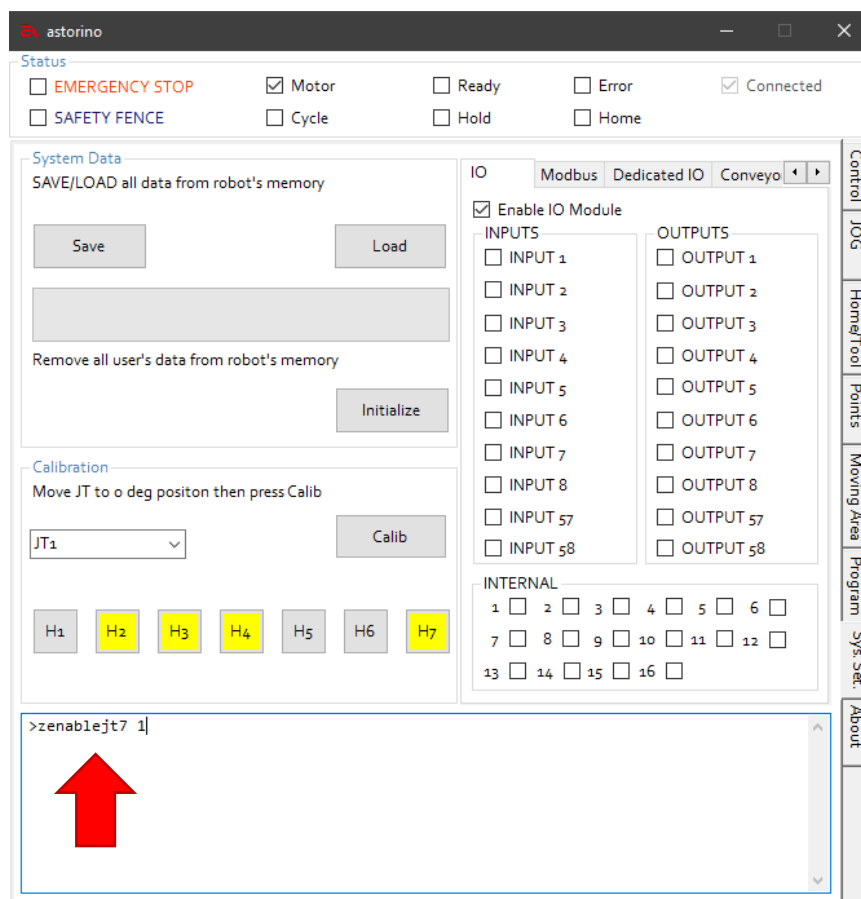 astorino
Status
EMERGENCY STOP Motor Ready Error Connected
SAFETY FENCE Cycle Hold Home
System Data
SAVE/LOAD all data from robot's memory
Save Load
Remove all user's data from robot's memory
Initialize
Calibration
Move JT to 0 deg positon then press Calib
JT1 Calib
H1 H2 H3 H4 H5 H6 H7
IO Modbus Dedicated IO Conveyo
Enable IO Module
INPUTS OUTPUTS
INPUT 1 OUTPUT 1
INPUT 2 OUTPUT 2
INPUT 3 OUTPUT 3
INPUT 4 OUTPUT 4
INPUT 5 OUTPUT 5
INPUT 6 OUTPUT 6
INPUT 7 OUTPUT 7
INPUT 8 OUTPUT 8
INPUT 57 OUTPUT 57
INPUT 58 OUTPUT 58
INTERNAL
1 2 3 4 5 6
7 8 9 10 11 12
13 14 15 16
Control
JOG
Home/Tool
Points
Moving Area
Program
Sys. Set.
About
>zenablejt7 1